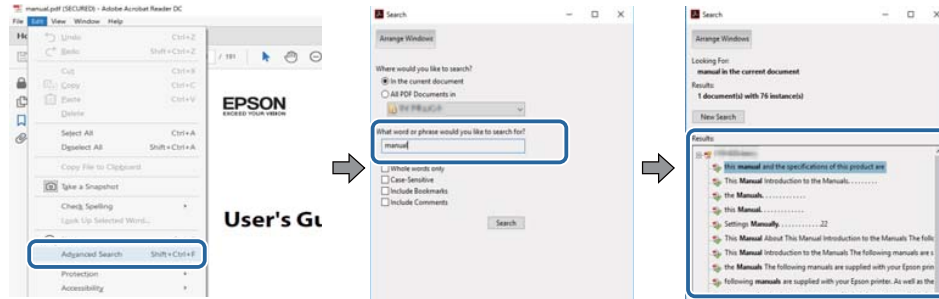 manual.pdf (SECURED) - Adobe Acrobat Reader DC
File Edit View Window Help
Undo Ctrl+Z
Redo Shift+Ctrl+Z
/ 191
Cut Ctrl+X
Copy Ctrl+C
Paste Ctrl+V
Delete
Select All Ctrl+A
Deselect All Shift+Ctrl+A
Copy File to Clipboard
Take a Snapshot
Check Spelling
Look Up Selected Word...
Advanced Search Shift+Ctrl+F
Protection
Accessibility
EPSON
EXCEED YOUR VISION
User's Gu
Search
Arrange Windows
Where would you like to search?
In the current document
All PDF Documents in
What word or phrase would you like to search for?
manual
Whole words only
Case-Sensitive
Include Bookmarks
Include Comments
Search
Search
Arrange Windows
Looking For:
manual in the current document
Results:
1 document(s) with 76 instance(s)
New Search
Results:
this manual and the specifications of this product are
This Manual Introduction to the Manuals.........
the Manuals.............
this Manual.............
Settings Manually............22
This Manual About This Manual Introduction to the Manuals The follo
This Manual Introduction to the Manuals The following manuals are s
the Manuals The following manuals are supplied with your Epson prin
following manuals are supplied with your Epson printer. As well as the